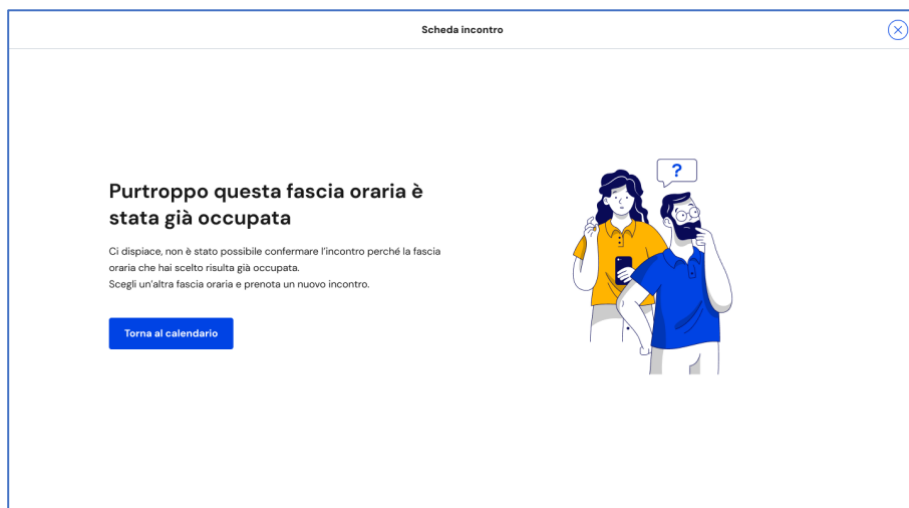 Scheda incontro
?
Purtroppo questa fascia oraria è
stata già occupata
Ci dispiace, non è stato possibile confermare l'incontro perché la fascia
oraria che hai scelto risulta già occupata.
Scegli un'altra fascia oraria e prenota un nuovo incontro.
Torna al calendario